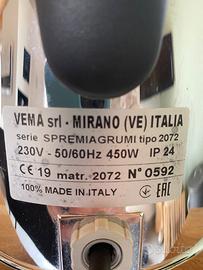 VEMA srl - MIRANO (VE) ITALIA
serie SPREMIAGRUMI tipo 2072
230V - 50/60Hz 450W IP 24
CE 19 matr. 2072 N°0592
100% MADE IN ITALY EAC